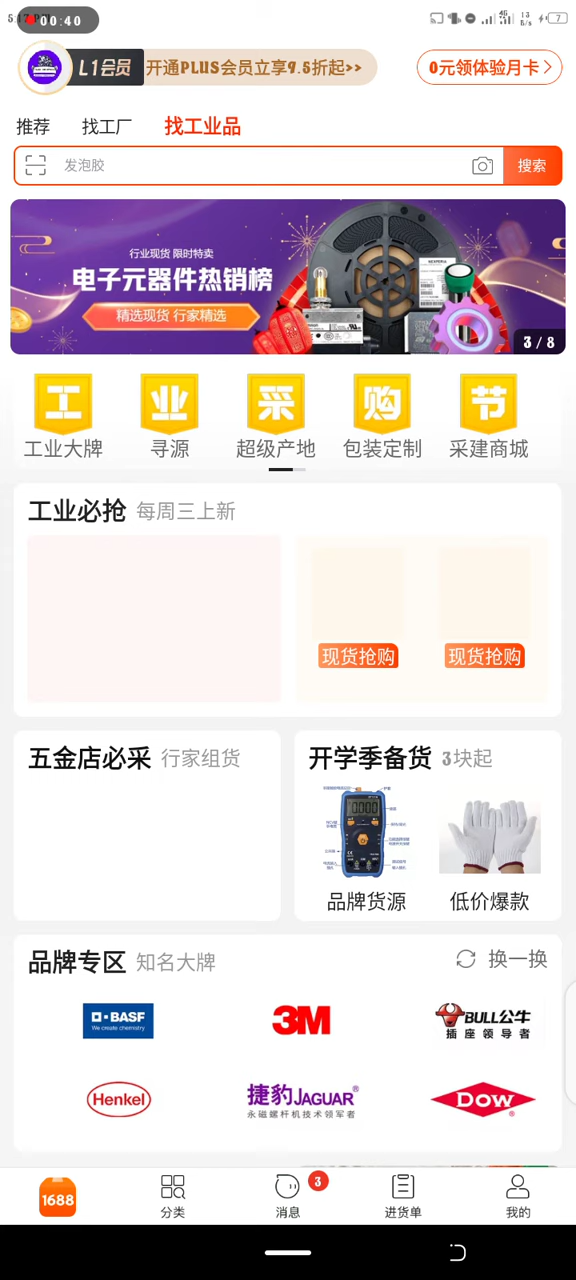 00:40
4G
13
Б/s
7
L1会员
开通PLUS会员立享9.5折起>>
0元领体验月卡
推荐
找工厂
找工业品
发泡胶
搜索
行业现货 限时特卖
电子元器件热销榜
精选现货 行家精选
3 / 8
工
业
采
购
节
工业大牌
寻源
超级产地
包装定制
采建商城
工业必抢
每周三上新
现货抢购
现货抢购
五金店必采
行家组货
开学季备货
3块起
品牌货源
低价爆款
品牌专区
知名大牌
换一换
BASF
We create chemistry
3M
BULL公牛
插座领导者
Henkel
捷豹JAGUAR®
永磁螺杆机技术领军者
DOW®
1688
分类
3
消息
进货单
我的